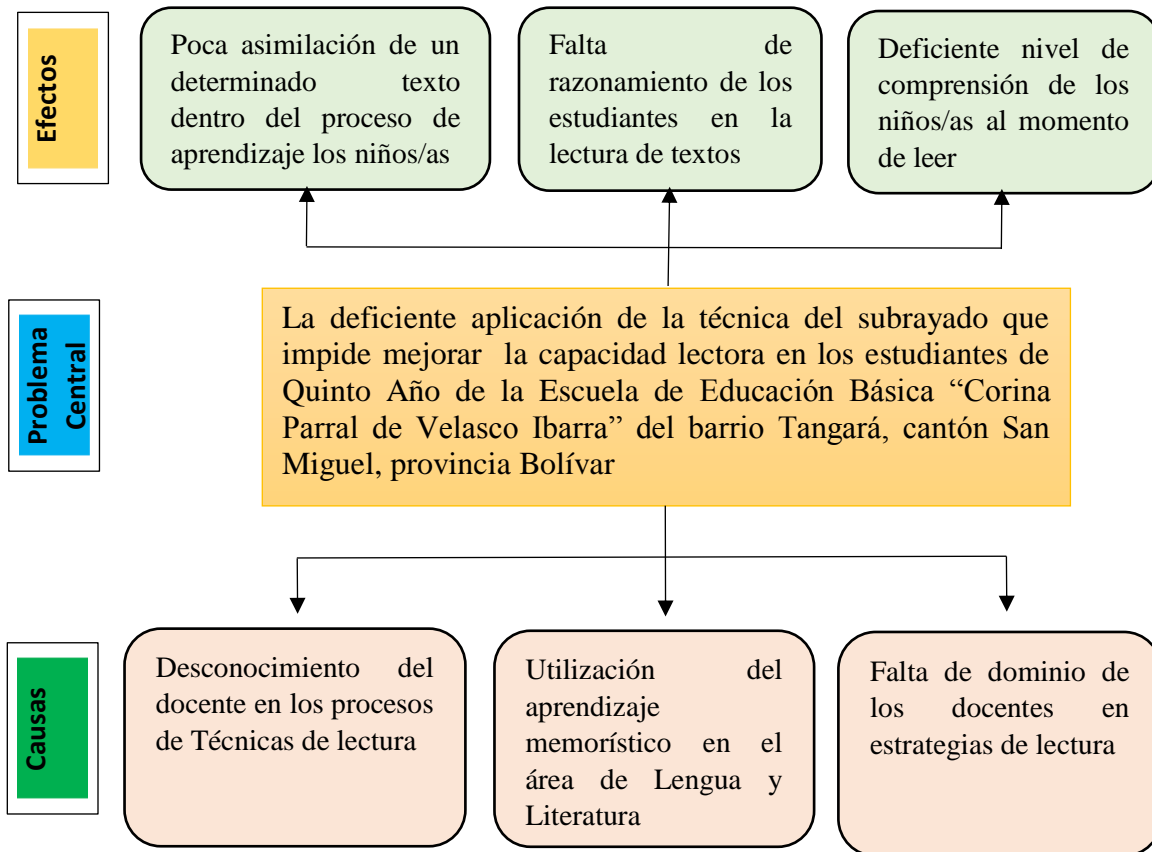 Efectos
Poca asimilación de un
determinado texto
dentro del proceso de
aprendizaje los niños/as
Falta de
razonamiento de los
estudiantes en la
lectura de textos
Deficiente nivel de
comprensión de los
niños/as al momento
de leer
Problema
Central
La deficiente aplicación de la técnica del subrayado que
impide mejorar la capacidad lectora en los estudiantes de
Quinto Año de la Escuela de Educación Básica “Corina
Parral de Velasco Ibarra” del barrio Tangará, cantón San
Miguel, provincia Bolívar
Causas
Desconocimiento del
docente en los procesos
de Técnicas de lectura
Utilización del
aprendizaje
memorístico en el
área de Lengua y
Literatura
Falta de dominio de
los docentes en
estrategias de lectura